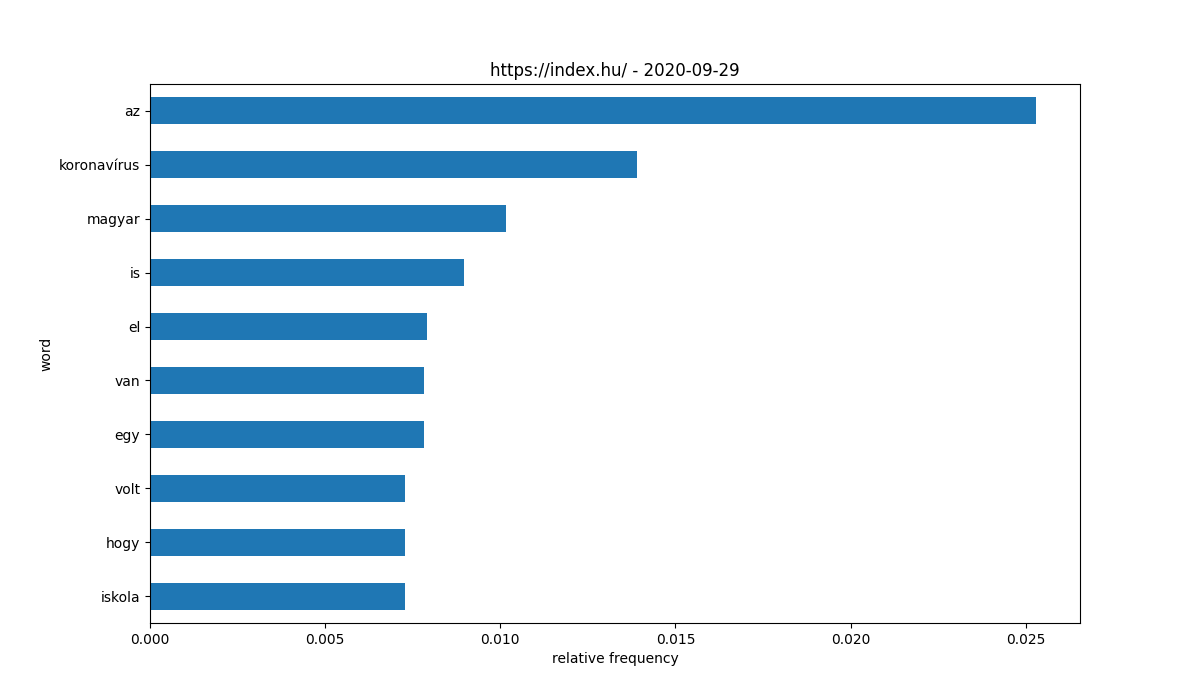 https://index.hu/ - 2020-09-29
az
koronavírus
magyar
is
el
van
egy
volt
hogy
iskola
word
0.000 0.005 0.010 0.015 0.020 0.025
relative frequency